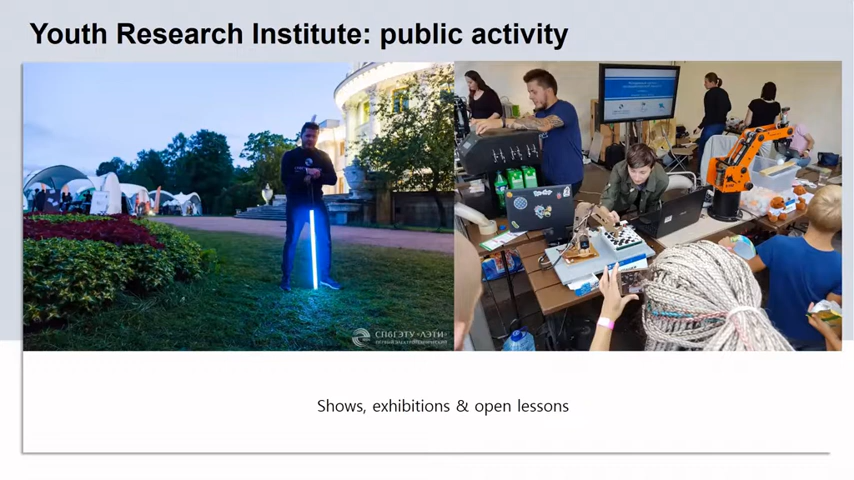 Youth Research Institute: public activity
СПбГЭТУ «ЛЭТИ»
Shows, exhibitions & open lessons